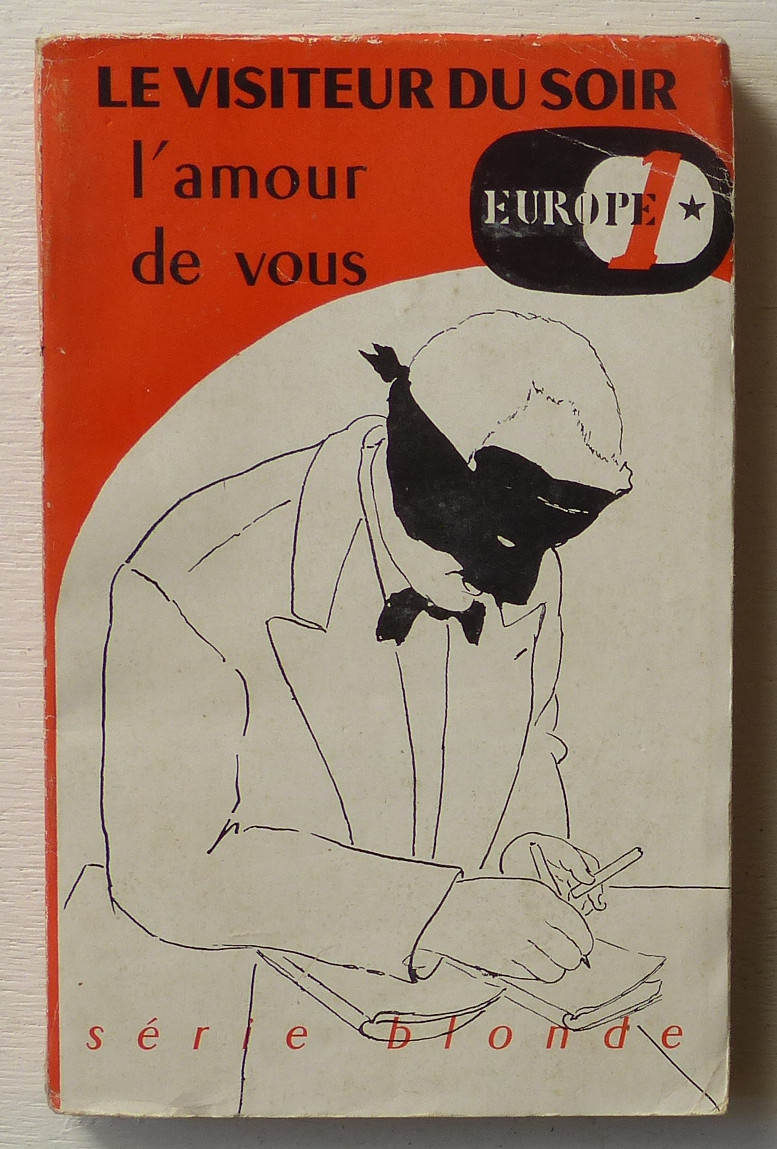 LE VISITEUR DU SOIR
l'amour
de vous
EUROPE 1
série blonde